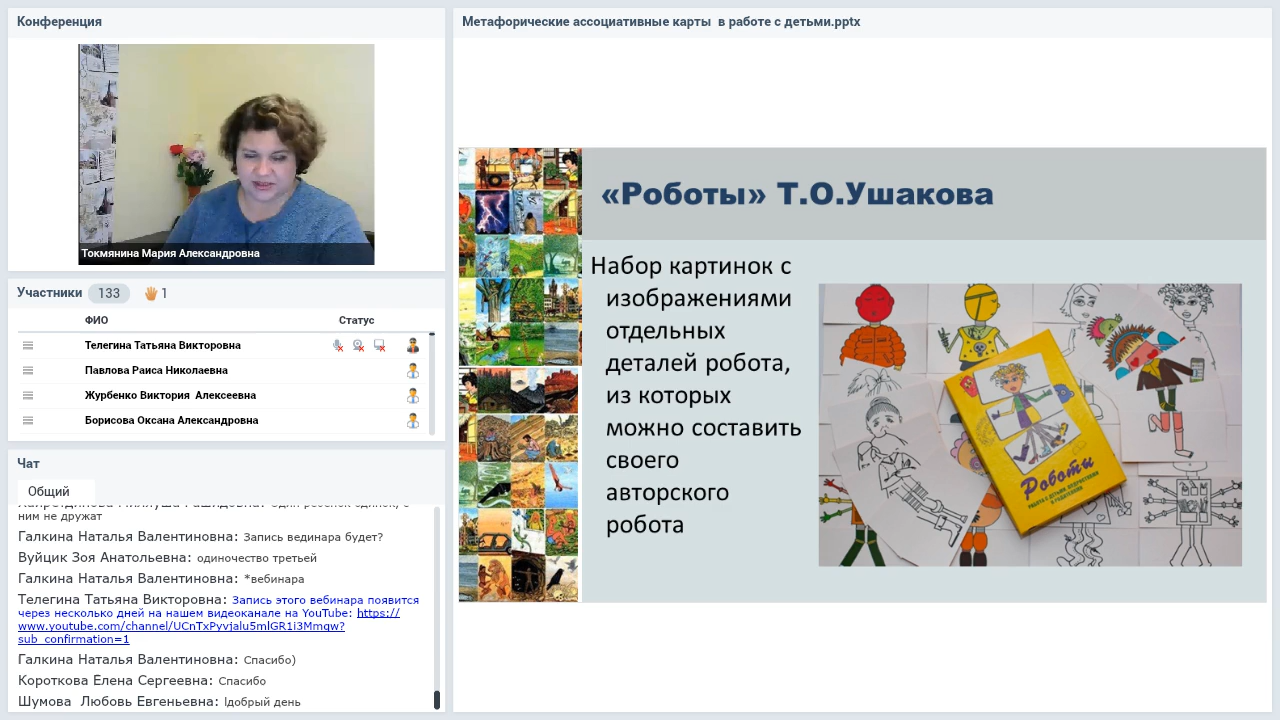 Конференция
Токмянина Мария Александровна
Участники 133 1
ФИО Статус
Телегина Татьяна Викторовна
Павлова Раиса Николаевна
Журбенко Виктория Алексеевна
Борисова Оксана Александровна
Чат
Общий
ним не дружат
Галкина Наталья Валентиновна: Запись вединара будет?
Вуйцик Зоя Анатольевна: одиночество третьей
Галкина Наталья Валентиновна: *вебинара
Телегина Татьяна Викторовна: Запись этого вебинара появится
через несколько дней на нашем видеоканале на YouTube: https://
www.youtube.com/channel/UCnTxPyvjalu5mlGR1i3Mmqw?
sub_confirmation=1
Галкина Наталья Валентиновна: Спасибо)
Короткова Елена Сергеевна: Спасибо
Шумова Любовь Евгеньевна: lдобрый день
Метафорические ассоциативные карты в работе с детьми.pptx
«Роботы» Т.О.Ушакова
Набор картинок с
изображениями
отдельных
деталей робота,
из которых
можно составить
своего
авторского
робота
Роботы
РАБОТА С ДЕТЬМИ, ПОДРОСТКАМИ
И РОДИТЕЛЯМИ